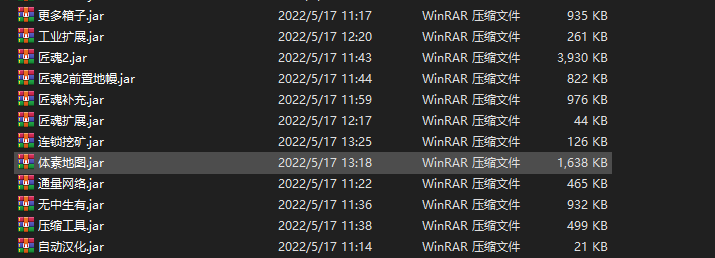 更多箱子.jar 2022/5/17 11:17 WinRAR 压缩文件 935 KB
工业扩展.jar 2022/5/17 12:20 WinRAR 压缩文件 261 KB
匠魂2.jar 2022/5/17 11:43 WinRAR 压缩文件 3,930 KB
匠魂2前置地幔.jar 2022/5/17 11:44 WinRAR 压缩文件 822 KB
匠魂补充.jar 2022/5/17 11:59 WinRAR 压缩文件 976 KB
匠魂扩展.jar 2022/5/17 12:17 WinRAR 压缩文件 44 KB
连锁挖矿.jar 2022/5/17 13:25 WinRAR 压缩文件 126 KB
体素地图.jar 2022/5/17 13:18 WinRAR 压缩文件 1,638 KB
通量网络.jar 2022/5/17 11:22 WinRAR 压缩文件 465 KB
无中生有.jar 2022/5/17 11:36 WinRAR 压缩文件 932 KB
压缩工具.jar 2022/5/17 11:38 WinRAR 压缩文件 499 KB
自动汉化.jar 2022/5/17 11:14 WinRAR 压缩文件 21 KB